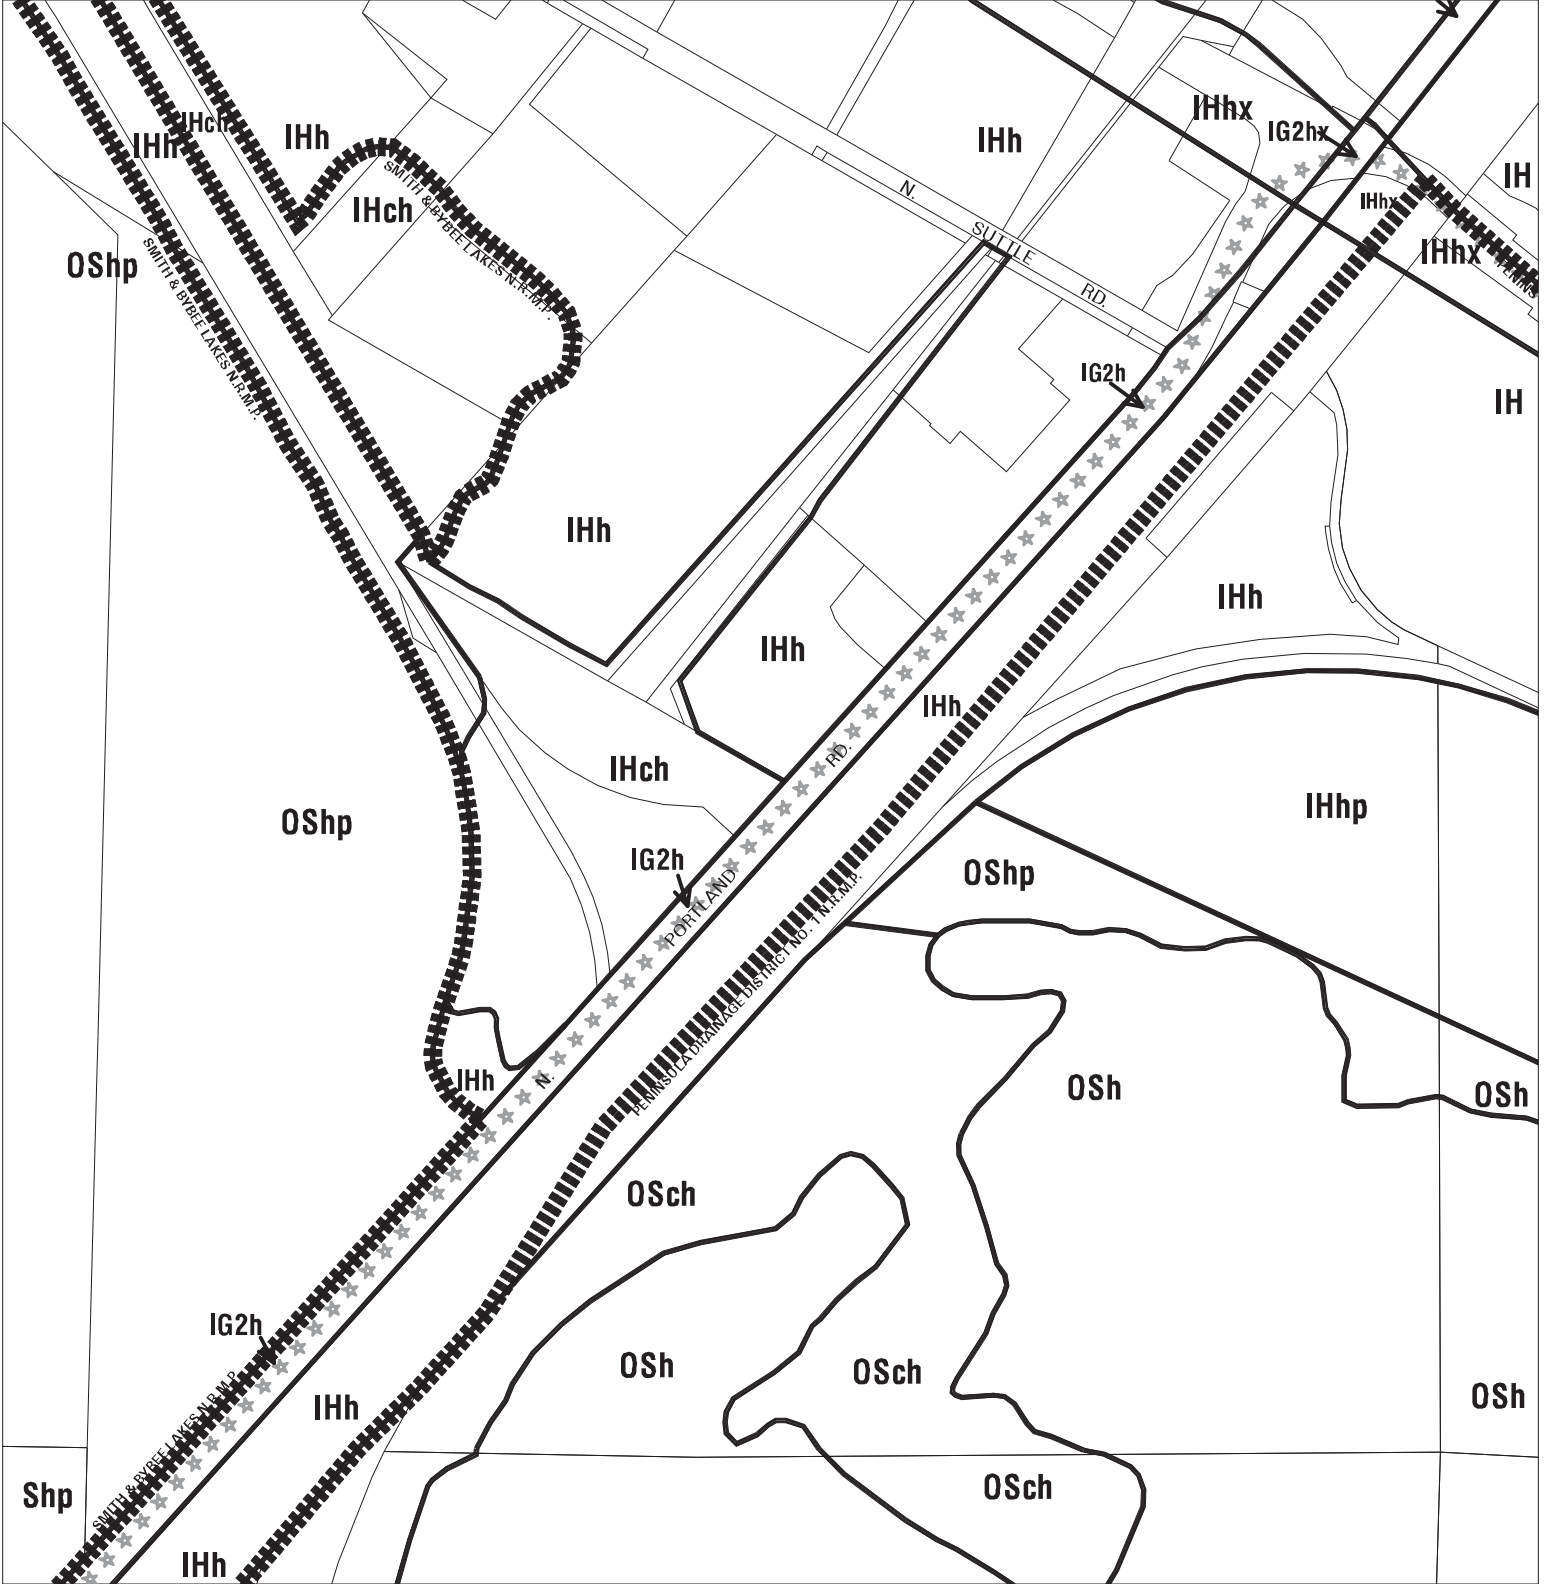 IHhx
IG2hx
IHch
IHh
IHh
IHh
IH
SMITH & BYBEE LAKES N.R.M.P.
N.
SUTTLE
RD.
IHch
IHhx
IHhx
OShp
SMITH & BYBEE LAKES N.R.M.P.
PENINS
IG2h
IH
IHh
IHh
IHh
IHh
RD.
IHch
IHhp
OShp
IG2h
OShp
PORTLAND
PENINSULA DRAINAGE DISTRICT NO. 1 N.R.M.P.
IHh
N.
OSh
OSh
OSch
IG2h
OSh
OSch
SMITH & BYBEE LAKES N.R.M.P.
IHh
OSh
Shp
OSch
IHh